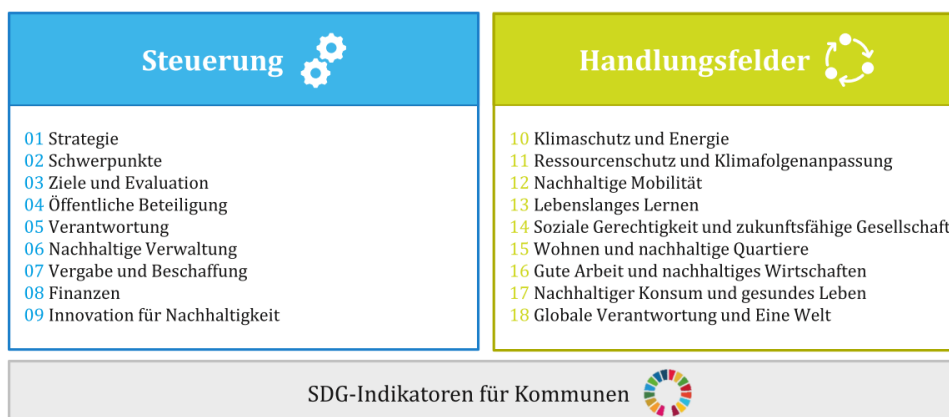 Steuerung
01 Strategie
02 Schwerpunkte
03 Ziele und Evaluation
04 Öffentliche Beteiligung
05 Verantwortung
06 Nachhaltige Verwaltung
07 Vergabe und Beschaffung
08 Finanzen
09 Innovation für Nachhaltigkeit
Handlungsfelder
10 Klimaschutz und Energie
11 Ressourcenschutz und Klimafolgenanpassung
12 Nachhaltige Mobilität
13 Lebenslanges Lernen
14 Soziale Gerechtigkeit und zukunftsfähige Gesellschaft
15 Wohnen und nachhaltige Quartiere
16 Gute Arbeit und nachhaltiges Wirtschaften
17 Nachhaltiger Konsum und gesundes Leben
18 Globale Verantwortung und Eine Welt
SDG-Indikatoren für Kommunen